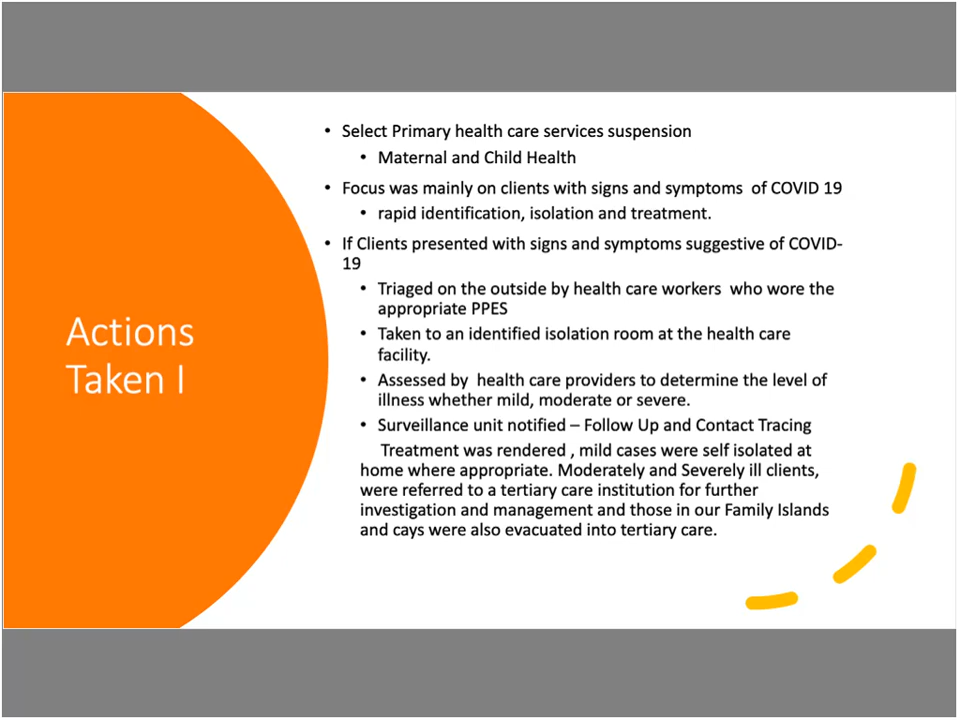 Actions
Taken I
• Select Primary health care services suspension
• Maternal and Child Health
• Focus was mainly on clients with signs and symptoms  of COVID 19
• rapid identification, isolation and treatment.
• If Clients presented with signs and symptoms suggestive of COVID-
19
• Triaged on the outside by health care workers  who wore the
appropriate PPES
• Taken to an identified isolation room at the health care
facility.
• Assessed by  health care providers to determine the level of
illness whether mild, moderate or severe.
• Surveillance unit notified – Follow Up and Contact Tracing
Treatment was rendered , mild cases were self isolated at
home where appropriate. Moderately and Severely ill clients,
were referred to a tertiary care institution for further
investigation and management and those in our Family Islands
and cays were also evacuated into tertiary care.